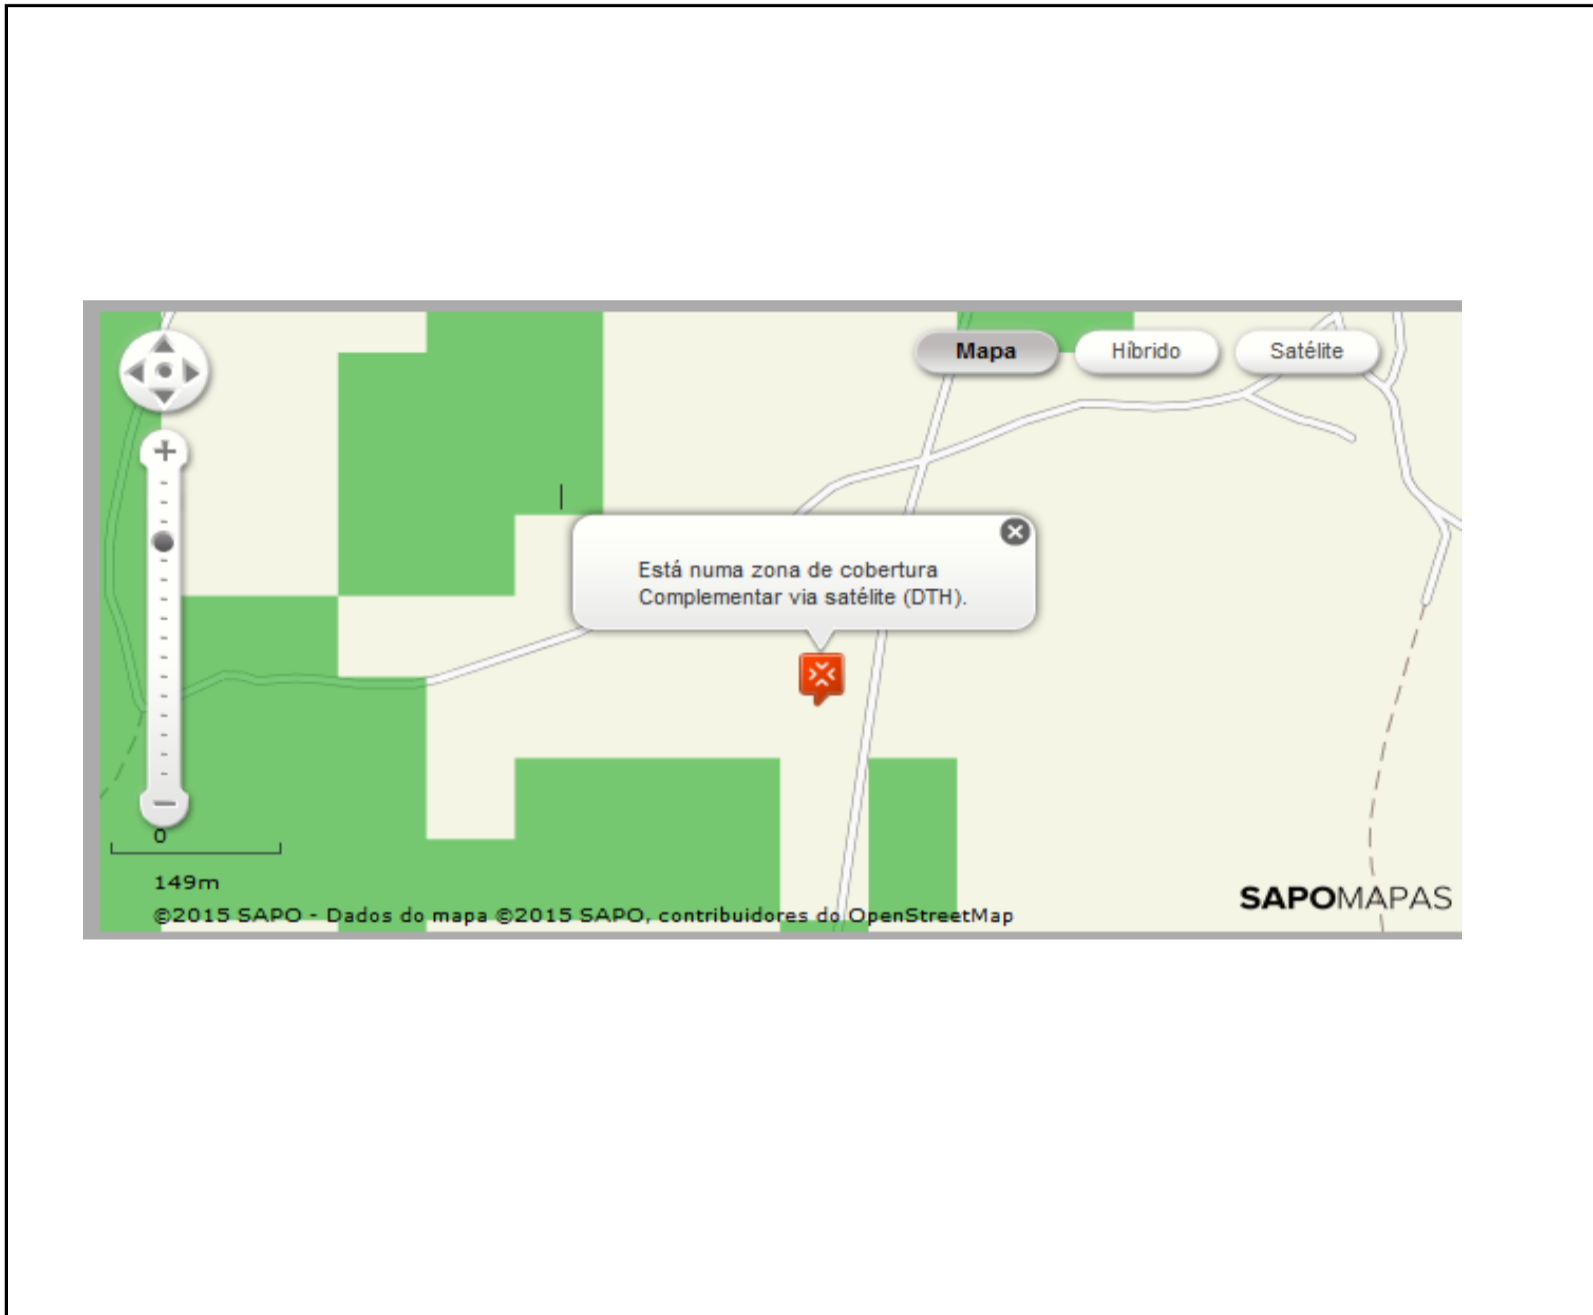 Mapa
Híbrido
Satélite
Está numa zona de cobertura
Complementar via satélite (DTH).
0
149m
©2015 SAPO - Dados do mapa ©2015 SAPO, contribuidores do OpenStreetMap
SAPOMAPAS